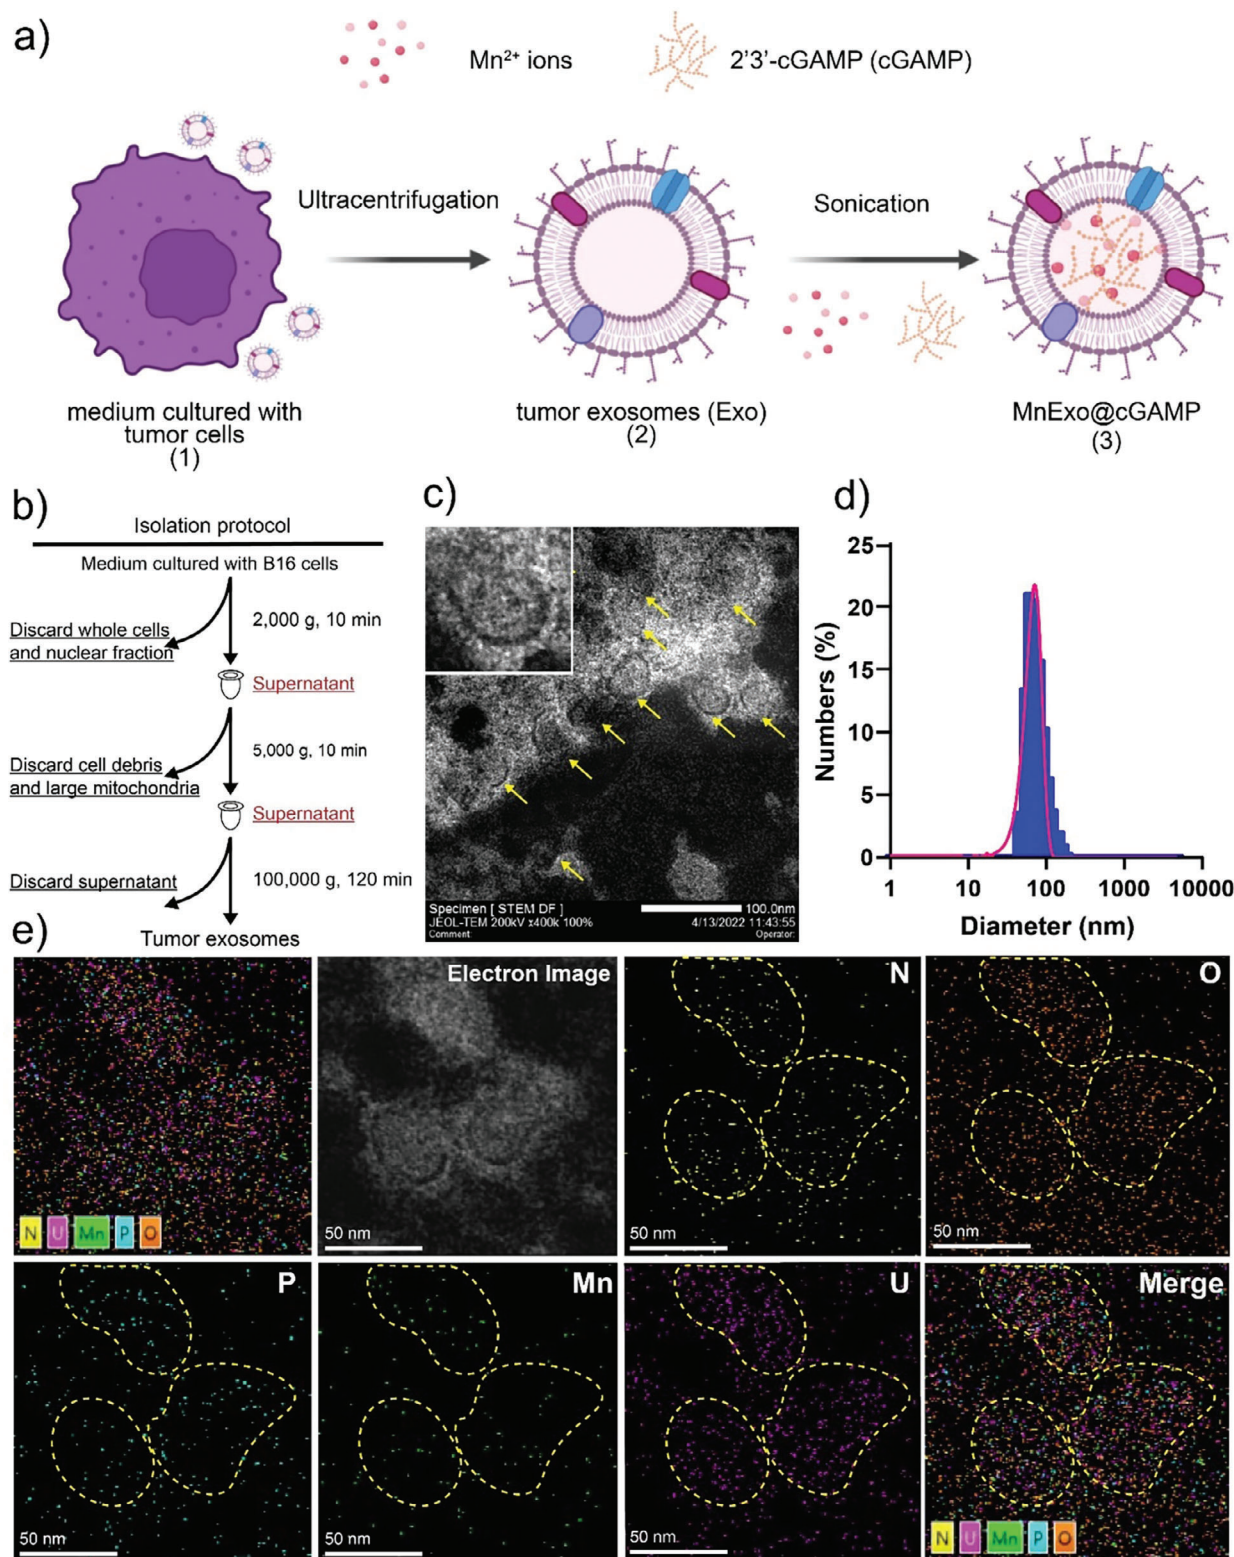 a)
Mn²⁺ ions
2'3'-cGAMP (cGAMP)
Ultracentrifugation
Sonication
medium cultured with
tumor cells
(1)
tumor exosomes (Exo)
(2)
MnExo@cGAMP
(3)
b)
Isolation protocol
Medium cultured with B16 cells
2,000 g, 10 min
Discard whole cells
and nuclear fraction
Supernatant
5,000 g, 10 min
Discard cell debris
and large mitochondria
Supernatant
Discard supernatant
100,000 g, 120 min
Tumor exosomes
c)
Specimen [ STEM DF ]
100.0nm
JEOL-TEM 200kV x400k 100%
4/13/2022 11:43:55
Comment:
Operator:
d)
Numbers (%)
25
20
15
10
5
0
1
10
100
1000
10000
Diameter (nm)
e)
N U Mn P O
Electron Image
50 nm
N
50 nm
O
50 nm
P
50 nm
Mn
50 nm
U
50 nm
Merge
N U Mn P O